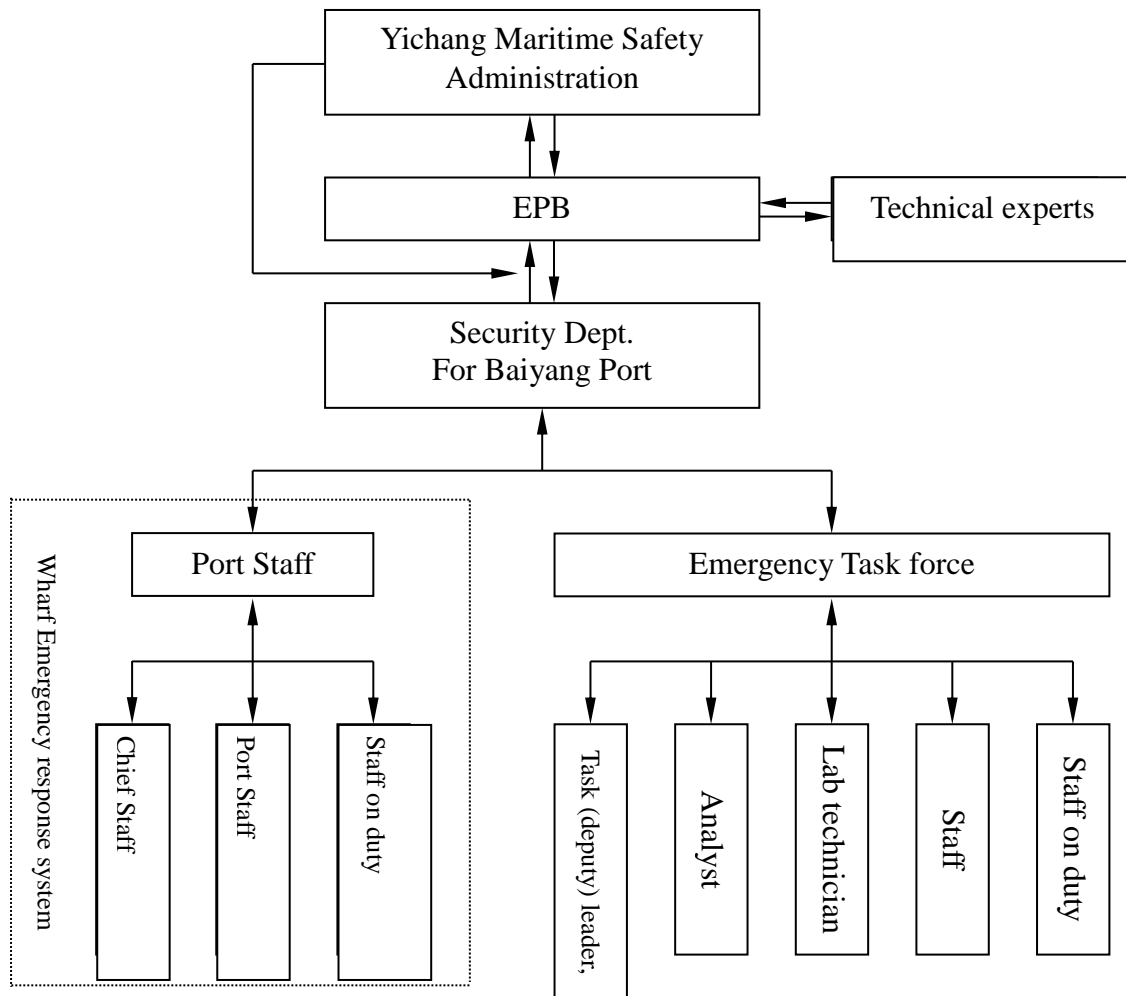 Yichang Maritime Safety
Administration
EPB
Technical experts
Security Dept.
For Baiyang Port
Port Staff
Emergency Task force
Wharf Emergency response system
Chief Staff
Port Staff
Staff on duty
Task (deputy) leader,
Analyst
Lab technician
Staff
Staff on duty